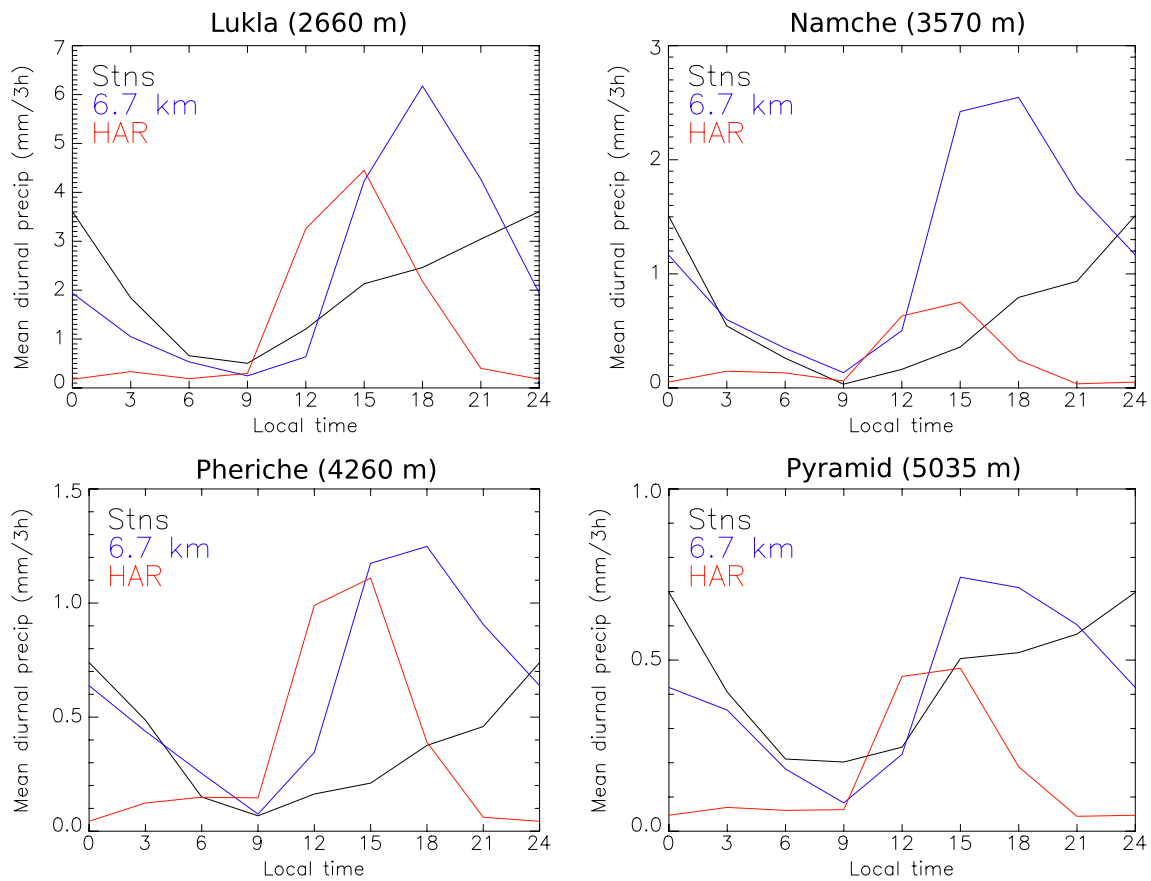 Lukla (2660 m)
Mean diurnal precip (mm/3h)
7
6
5
4
3
2
1
0
Stns
6.7 km
HAR
0 3 6 9 12 15 18 21 24
Local time
Namche (3570 m)
Mean diurnal precip (mm/3h)
3
2
1
0
Stns
6.7 km
HAR
0 3 6 9 12 15 18 21 24
Local time
Pheriche (4260 m)
Mean diurnal precip (mm/3h)
1.5
1.0
0.5
0.0
Stns
6.7 km
HAR
0 3 6 9 12 15 18 21 24
Local time
Pyramid (5035 m)
Mean diurnal precip (mm/3h)
1.0
0.5
0.0
Stns
6.7 km
HAR
0 3 6 9 12 15 18 21 24
Local time